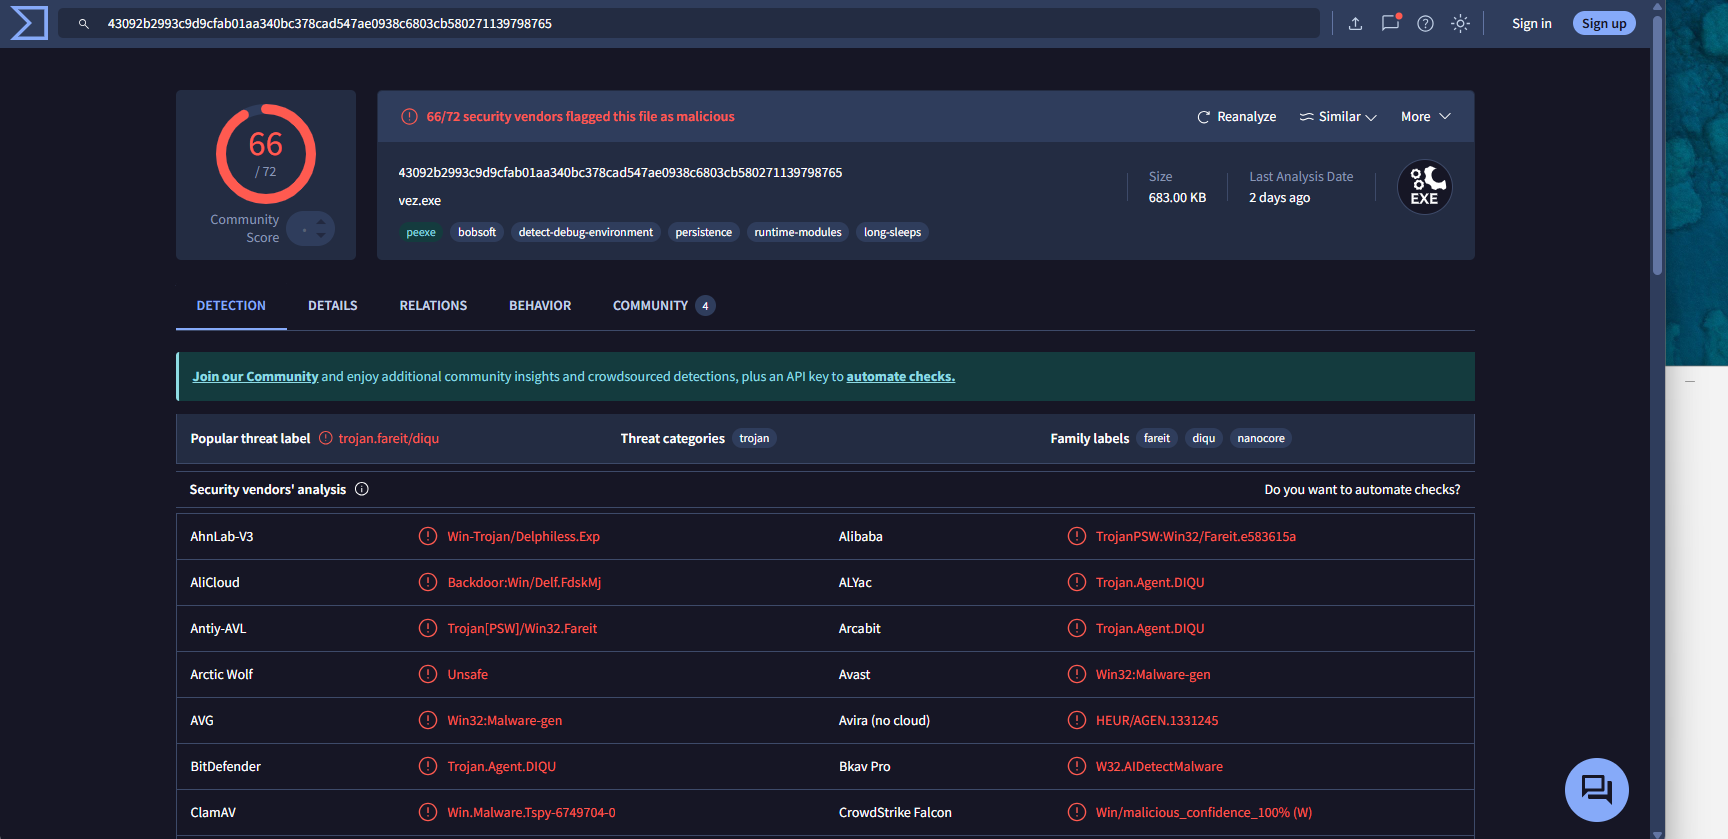 43092b2993c9d9cfab01aa340bc378cad547ae0938c6803cb580271139798765
Sign in
Sign up
66
/ 72
Community
Score
66/72 security vendors flagged this file as malicious
Reanalyze
Similar
More
43092b2993c9d9cfab01aa340bc378cad547ae0938c6803cb580271139798765
vez.exe
peexe bobsoft detect-debug-environment persistence runtime-modules long-sleeps
Size
683.00 KB
Last Analysis Date
2 days ago
EXE
DETECTION DETAILS RELATIONS BEHAVIOR COMMUNITY 4
Join our Community and enjoy additional community insights and crowdsourced detections, plus an API key to automate checks.
Popular threat label trojan.fareit/diqu Threat categories trojan Family labels fareit diqu nanocore
Security vendors' analysis Do you want to automate checks?
AhnLab-V3 Win-Trojan/Delphiless.Exp Alibaba TrojanPSW:Win32/Fareit.e583615a
AliCloud Backdoor:Win/Delf.FdskMj ALYac Trojan.Agent.DIQU
Antiy-AVL Trojan[PSW]/Win32.Fareit Arcabit Trojan.Agent.DIQU
Arctic Wolf Unsafe Avast Win32:Malware-gen
AVG Win32:Malware-gen Avira (no cloud) HEUR/AGEN.1331245
BitDefender Trojan.Agent.DIQU Bkav Pro W32.AIDetectMalware
ClamAV Win.Malware.Tspy-6749704-0 CrowdStrike Falcon Win/malicious_confidence_100% (W)